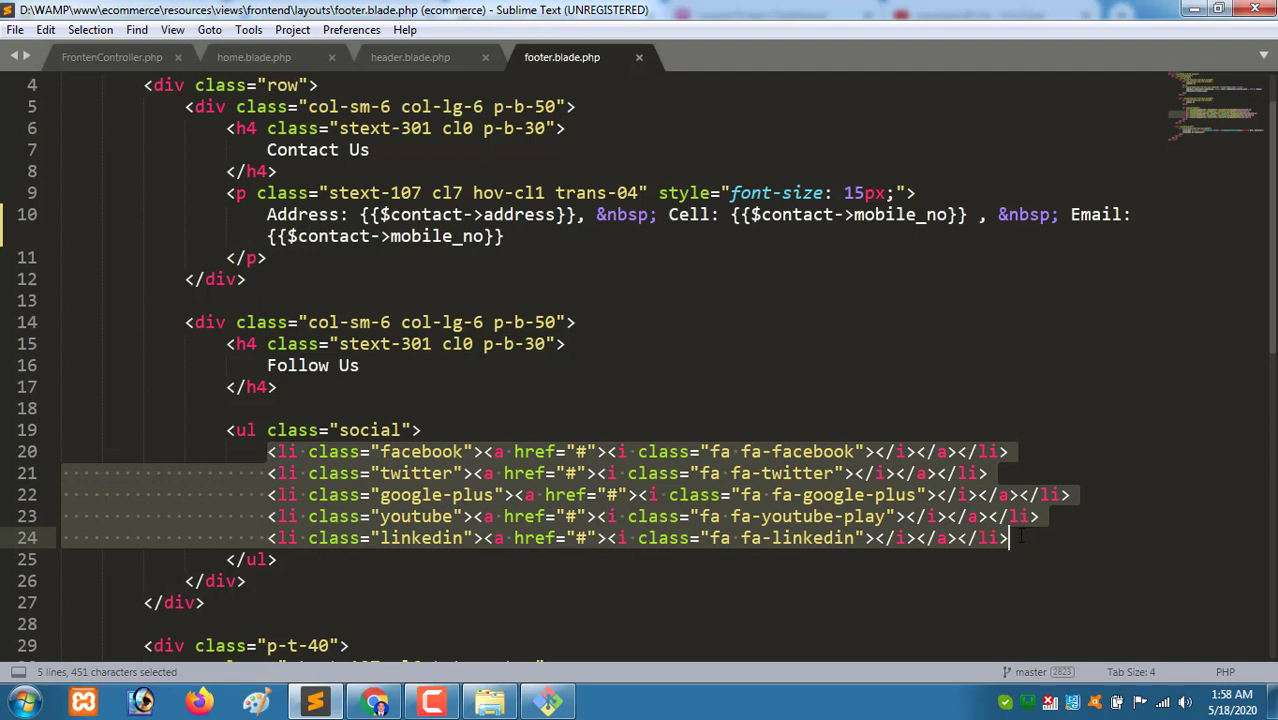 D:\WAMP\www\ecommerce\resources\views\frontend\layouts\footer.blade.php (ecommerce) - Sublime Text (UNREGISTERED)
File Edit Selection Find View Goto Tools Project Preferences Help
FrontenController.php home.blade.php header.blade.php footer.blade.php
4 <div class="row">
5 <div class="col-sm-6 col-lg-6 p-b-50">
6 <h4 class="stext-301 cl0 p-b-30">
7 Contact Us
8 </h4>
9 <p class="stext-107 cl7 hov-cl1 trans-04" style="font-size: 15px;">
10 Address: {{$contact->address}}, &nbsp; Cell: {{$contact->mobile_no}} , &nbsp; Email:
{{$contact->mobile_no}}
11 </p>
12 </div>
13
14 <div class="col-sm-6 col-lg-6 p-b-50">
15 <h4 class="stext-301 cl0 p-b-30">
16 Follow Us
17 </h4>
18
19 <ul class="social">
20 <li class="facebook"><a href="#"><i class="fa fa-facebook"></i></a></li>
21 <li class="twitter"><a href="#"><i class="fa fa-twitter"></i></a></li>
22 <li class="google-plus"><a href="#"><i class="fa fa-google-plus"></i></a></li>
23 <li class="youtube"><a href="#"><i class="fa fa-youtube-play"></i></a></li>
24 <li class="linkedin"><a href="#"><i class="fa fa-linkedin"></i></a></li>
25 </ul>
26 </div>
27 </div>
28
29 <div class="p-t-40">
5 lines, 451 characters selected master 2823 Tab Size: 4 PHP
1:58 AM
5/18/2020